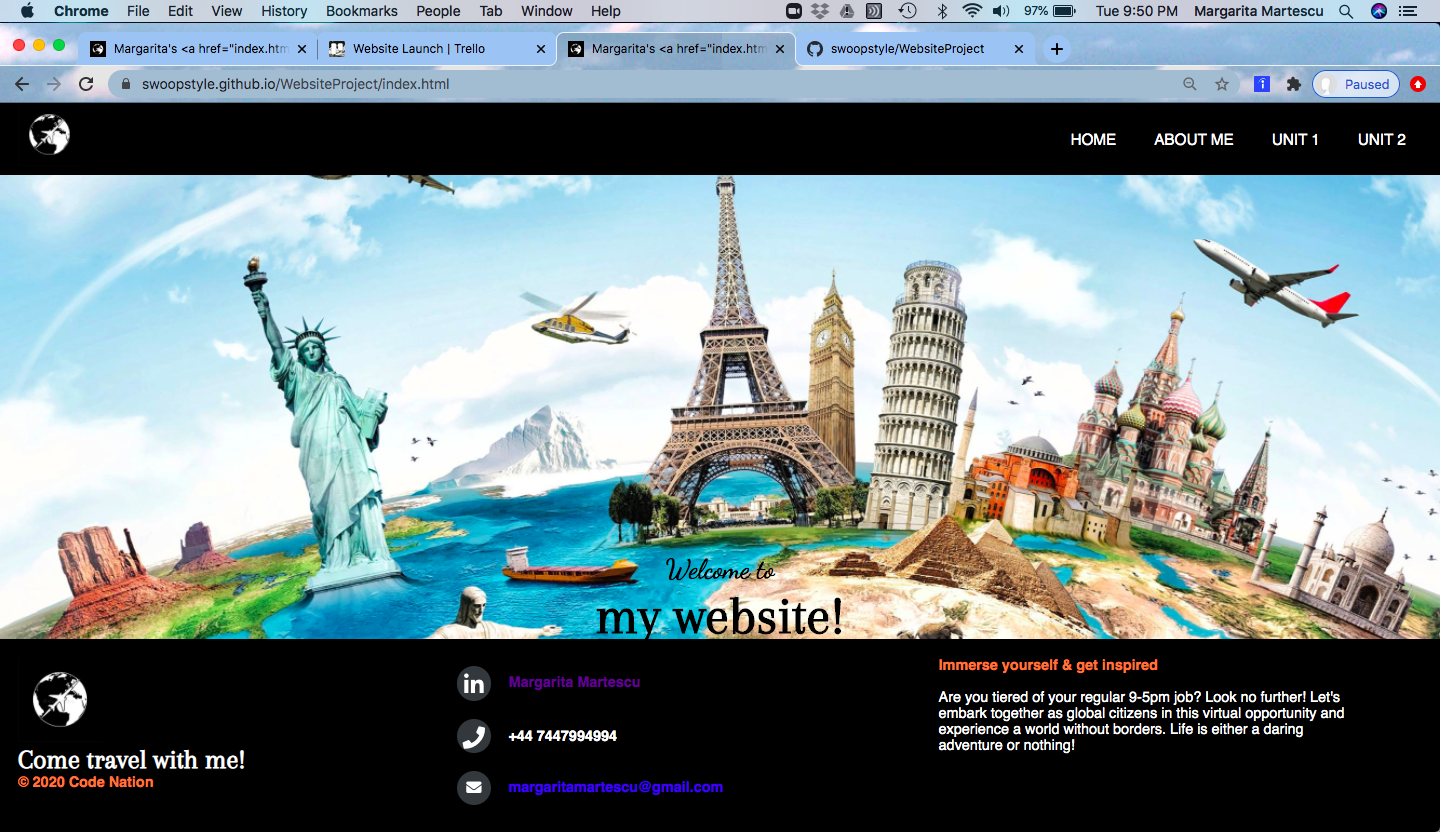 Chrome File Edit View History Bookmarks People Tab Window Help 97% Tue 9:50 PM Margarita Martescu
Margarita's <a href="index.htm Website Launch | Trello Margarita's <a href="index.htm swoopstyle/WebsiteProject
swoopstyle.github.io/WebsiteProject/index.html Paused
HOME ABOUT ME UNIT 1 UNIT 2
Welcome to
my website!
Come travel with me!
© 2020 Code Nation
Margarita Martescu
+44 7447994994
margaritamartescu@gmail.com
Immerse yourself & get inspired
Are you tiered of your regular 9-5pm job? Look no further! Let's
embark together as global citizens in this virtual opportunity and
experience a world without borders. Life is either a daring
adventure or nothing!